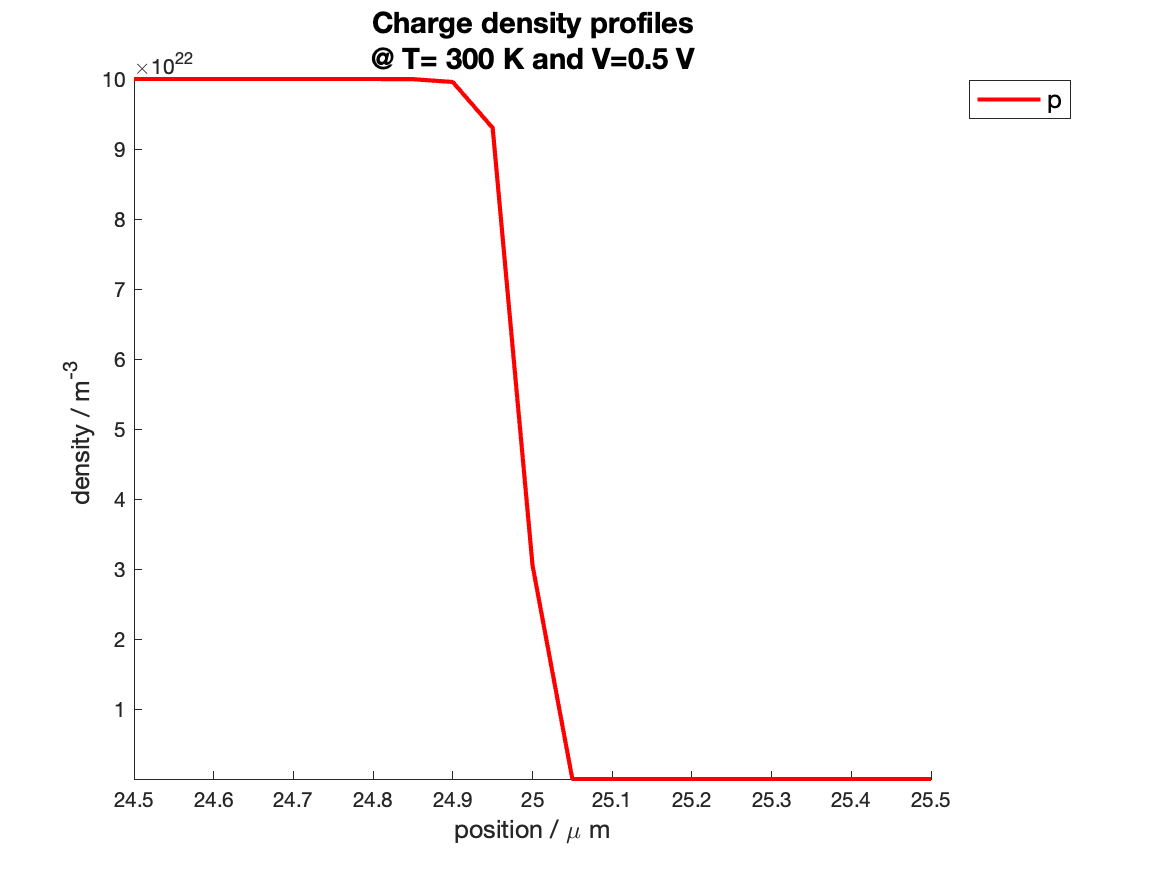 Charge density profiles
@ T= 300 K and V=0.5 V
×10^22
10
9
8
7
6
5
4
3
2
1
density / m^-3
24.5 24.6 24.7 24.8 24.9 25 25.1 25.2 25.3 25.4 25.5
position / μ m
p